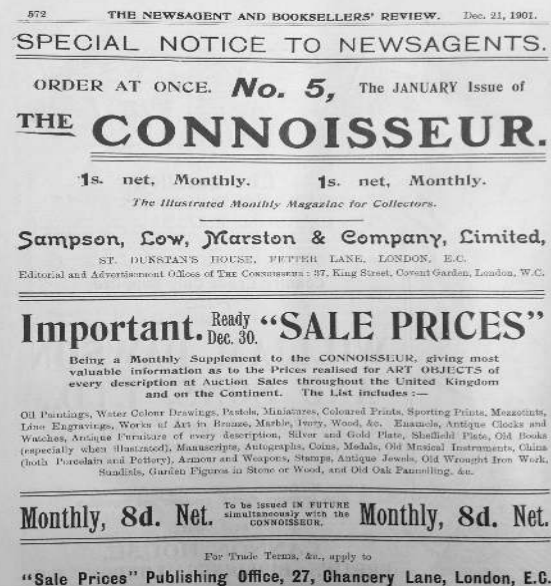 572 THE NEWSAGENT AND BOOKSELLERS' REVIEW. Dec. 21, 1901.
SPECIAL NOTICE TO NEWSAGENTS.
ORDER AT ONCE. No. 5, The JANUARY Issue of
THE CONNOISSEUR.
1s. net, Monthly. 1s. net, Monthly.
The Illustrated Monthly Magazine for Collectors.
Sampson, Low, Marston & Company, Limited,
ST. DUNSTAN'S HOUSE, FETTER LANE, LONDON, E.C.
Editorial and Advertisement Offices of THE CONNOISSEUR: 37, King Street, Covent Garden, London, W.C.
Important. Ready Dec. 30. "SALE PRICES"
Being a Monthly Supplement to the CONNOISSEUR, giving most
valuable information as to the Prices realised for ART OBJECTS of
every description at Auction Sales throughout the United Kingdom
and on the Continent. The List includes :—
Oil Paintings, Water Colour Drawings, Pastels, Miniatures, Coloured Prints, Sporting Prints, Mezzotints,
Line Engravings, Works of Art in Bronze, Marble, Ivory, Wood, &c. Enamels, Antique Clocks and
Watches, Antique Furniture of every description, Silver and Gold Plate, Sheffield Plate, Old Books
(especially when illustrated), Manuscripts, Autographs, Coins, Medals, Old Musical Instruments, China
(both Porcelain and Pottery), Armour and Weapons, Stamps, Antique Jewels, Old Wrought Iron Work,
Sundials, Garden Figures in Stone or Wood, and Old Oak Pannelling, &c.
Monthly, 8d. Net. To be issued IN FUTURE simultaneously with the CONNOISSEUR. Monthly, 8d. Net.
For Trade Terms, &c., apply to
"Sale Prices" Publishing Office, 27, Chancery Lane, London, E.C